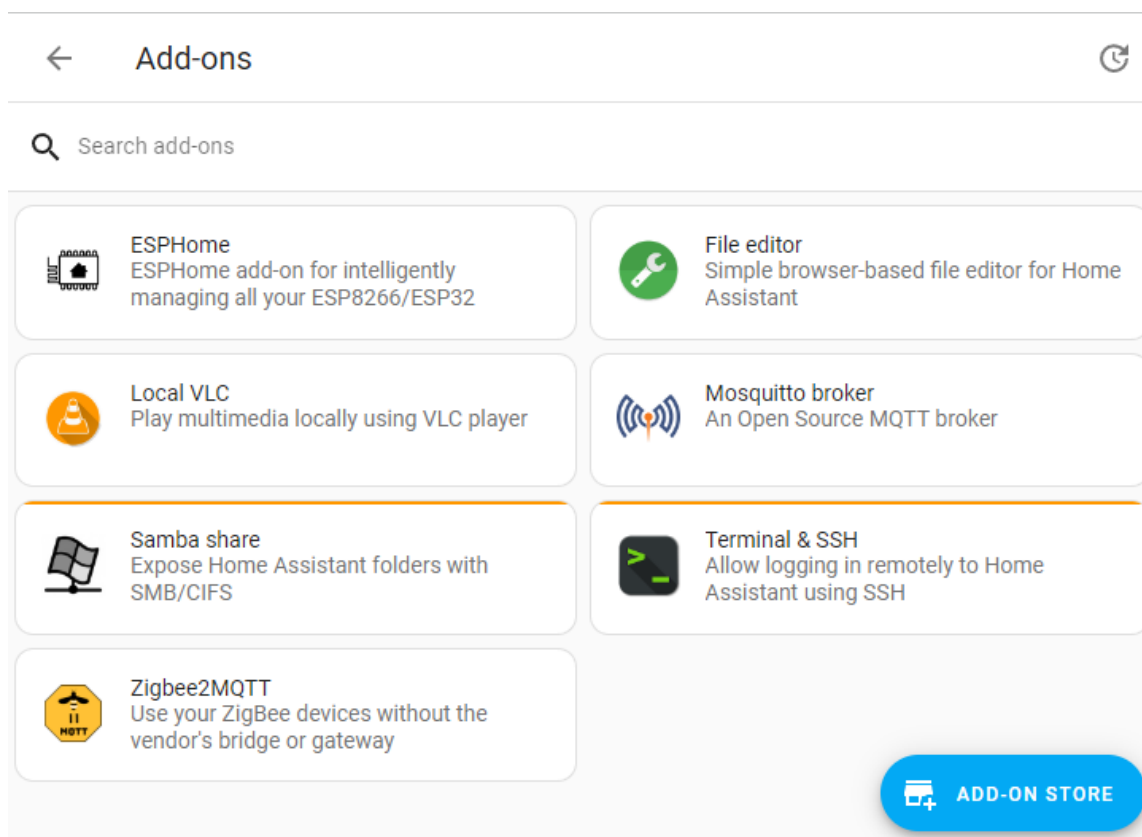 Add-ons
Search add-ons
ESPHome
ESPHome add-on for intelligently
managing all your ESP8266/ESP32
File editor
Simple browser-based file editor for Home
Assistant
Local VLC
Play multimedia locally using VLC player
Mosquitto broker
An Open Source MQTT broker
Samba share
Expose Home Assistant folders with
SMB/CIFS
Terminal & SSH
Allow logging in remotely to Home
Assistant using SSH
MQTT
Zigbee2MQTT
Use your ZigBee devices without the
vendor's bridge or gateway
ADD-ON STORE